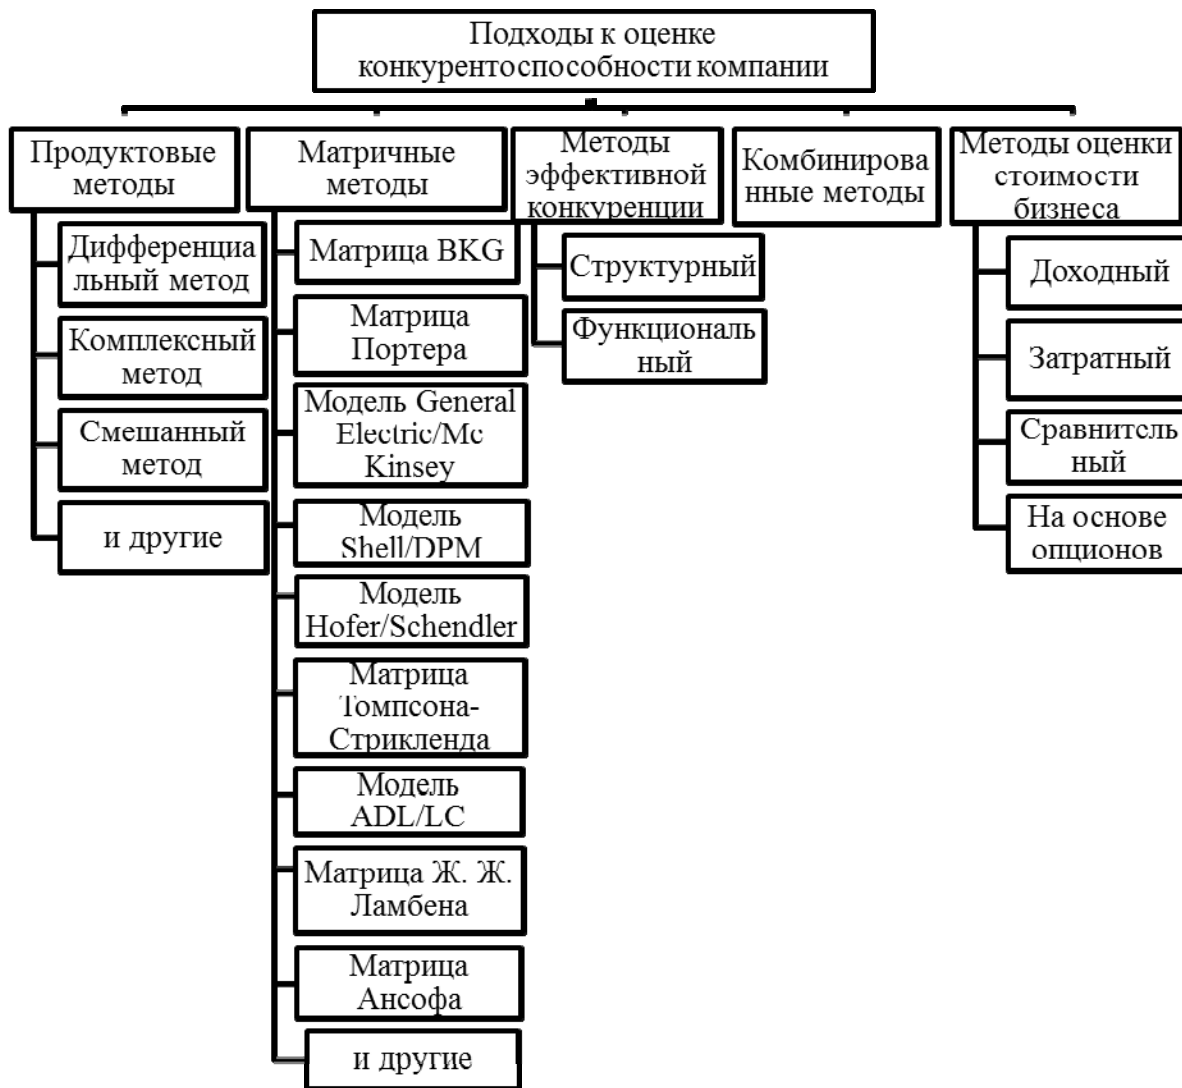 Подходы к оценке
конкурентоспособности компании
Продуктовые
методы
Дифференциа
льный метод
Комплексный
метод
Смешанный
метод
и другие
Матричные
методы
Матрица BKG
Матрица
Портера
Модель General
Electric/Mc
Kinsey
Модель
Shell/DPM
Модель
Hofer/Schendler
Матрица
Томпсона-
Стрикленда
Модель
ADL/LC
Матрица Ж. Ж.
Ламбена
Матрица
Ансофа
и другие
Методы
эффективной
конкуренции
Структурный
Функциональ
ный
Комбинирова
нные методы
Методы оценки
стоимости
бизнеса
Доходный
Затратный
Сравнитель
ный
На основе
опционов